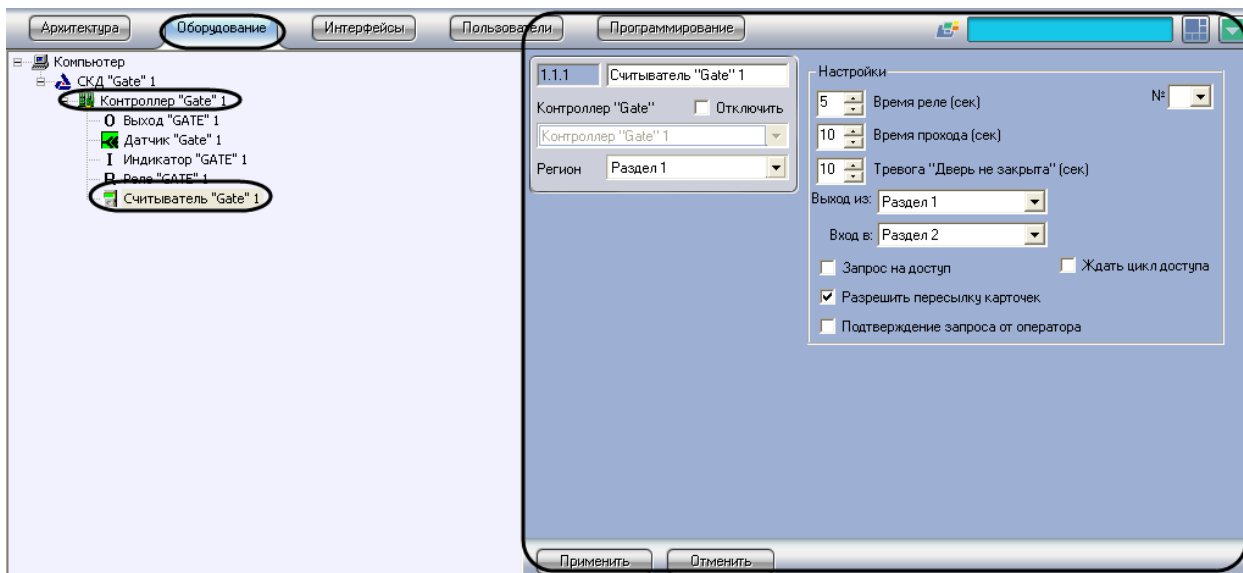 Архитектура Оборудование Интерфейсы Пользователи Программирование
Компьютер
СКД "Gate" 1
Контроллер "Gate" 1
O Выход "GATE" 1
Датчик "Gate" 1
I Индикатор "GATE" 1
R Реле "GATE" 1
Считыватель "Gate" 1
1.1.1 Считыватель "Gate" 1
Контроллер "Gate" Отключить
Контроллер "Gate" 1
Регион Раздел 1
Настройки
№
5 Время реле (сек)
10 Время прохода (сек)
10 Тревога "Дверь не закрыта" (сек)
Выход из: Раздел 1
Вход в: Раздел 2
Запрос на доступ Ждать цикл доступа
Разрешить пересылку карточек
Подтверждение запроса от оператора
Применить Отменить